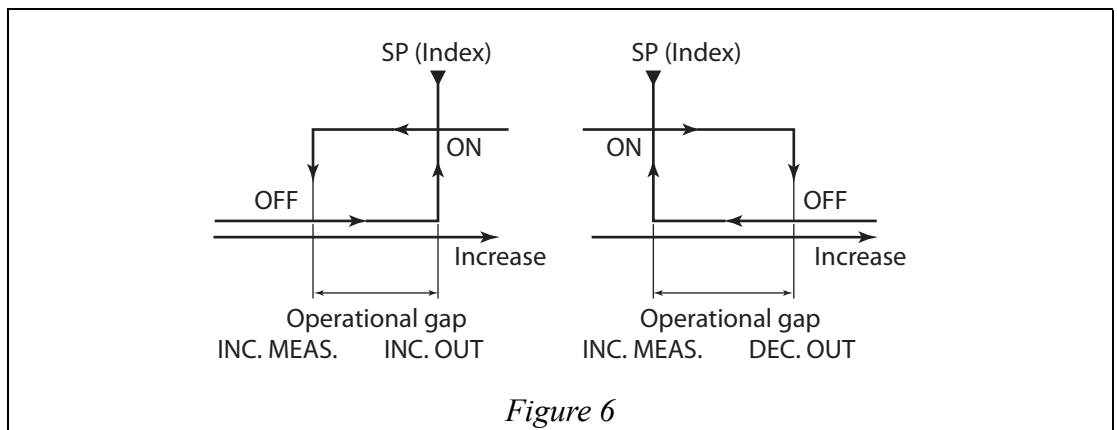 SP (Index) SP (Index)
ON ON
OFF OFF
Increase Increase
Operational gap Operational gap
INC. MEAS. INC. OUT INC. MEAS. DEC. OUT
Figure 6